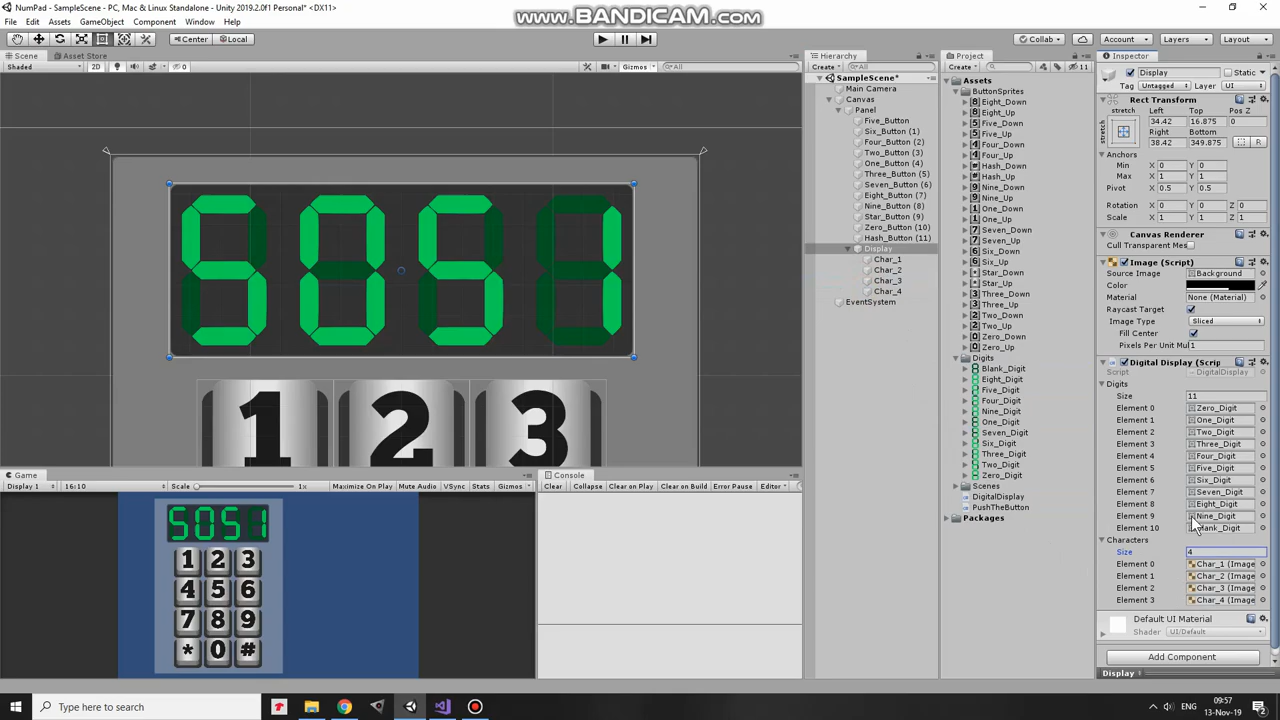 NumPad - SampleScene - PC, Mac & Linux Standalone - Unity 2019.2.0f1 Personal* <DX11>
www.BANDICAM.com
File Edit Assets GameObject Component Window Help
Center Local
Collab Account Layers Layout
Scene Asset Store
Shaded 2D 0 Gizmos All
5051
1 2 3
Game
Display 1 16:10 Scale 1x Maximize On Play Mute Audio VSync Stats Gizmos
5051
1 2 3
4 5 6
7 8 9
* 0 #
Console
Clear Collapse Clear on Play Clear on Build Error Pause Editor
Hierarchy
Create All
SampleScene*
Main Camera
Canvas
Panel
Five_Button
Six_Button (1)
Four_Button (2)
Two_Button (3)
One_Button (4)
Three_Button (5)
Seven_Button (6)
Eight_Button (7)
Nine_Button (8)
Star_Button (9)
Zero_Button (10)
Hash_Button (11)
Display
Char_1
Char_2
Char_3
Char_4
EventSystem
Project
Create 11
Assets
ButtonSprites
Eight_Down
Eight_Up
Five_Down
Five_Up
Four_Down
Four_Up
Hash_Down
Hash_Up
Nine_Down
Nine_Up
One_Down
One_Up
Seven_Down
Seven_Up
Six_Down
Six_Up
Star_Down
Star_Up
Three_Down
Three_Up
Two_Down
Two_Up
Zero_Down
Zero_Up
Digits
Blank_Digit
Eight_Digit
Five_Digit
Four_Digit
Nine_Digit
One_Digit
Seven_Digit
Six_Digit
Three_Digit
Two_Digit
Zero_Digit
Scenes
DigitalDisplay
PushTheButton
Packages
Inspector
Display Static
Tag Untagged Layer UI
Rect Transform
stretch Left Top Pos Z
stretch 34.42 16.875 0
Right Bottom
38.42 349.875 R
Anchors
Min X 0 Y 0
Max X 1 Y 1
Pivot X 0.5 Y 0.5
Rotation X 0 Y 0 Z 0
Scale X 1 Y 1 Z 1
Canvas Renderer
Cull Transparent Mes
Image (Script)
Source Image Background
Color
Material None (Material)
Raycast Target
Image Type Sliced
Fill Center
Pixels Per Unit Mu 1
Digital Display (Scrip
Script DigitalDisplay
Digits
Size 11
Element 0 Zero_Digit
Element 1 One_Digit
Element 2 Two_Digit
Element 3 Three_Digit
Element 4 Four_Digit
Element 5 Five_Digit
Element 6 Six_Digit
Element 7 Seven_Digit
Element 8 Eight_Digit
Element 9 Nine_Digit
Element 10 Blank_Digit
Characters
Size 4
Element 0 Char_1 (Image
Element 1 Char_2 (Image
Element 2 Char_3 (Image
Element 3 Char_4 (Image
Default UI Material
Shader UI/Default
Add Component
Display
Type here to search
ENG 09:57
13-Nov-19
2